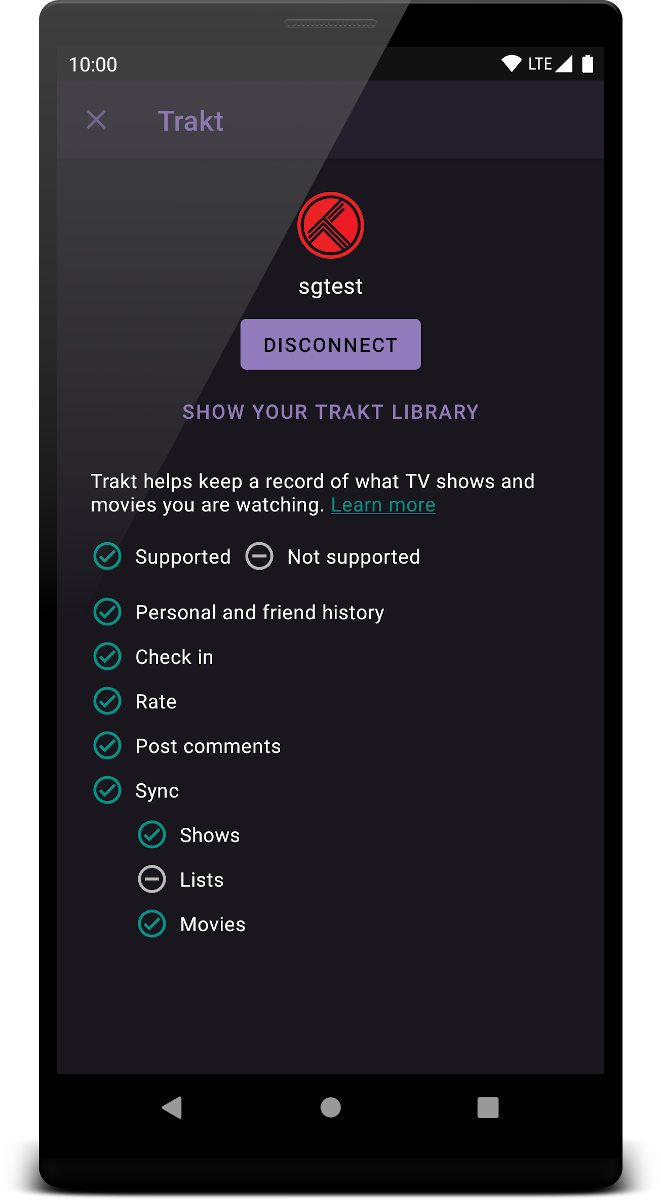 10:00 LTE
Trakt
sgtest
DISCONNECT
SHOW YOUR TRAKT LIBRARY
Trakt helps keep a record of what TV shows and
movies you are watching. Learn more
Supported Not supported
Personal and friend history
Check in
Rate
Post comments
Sync
Shows
Lists
Movies